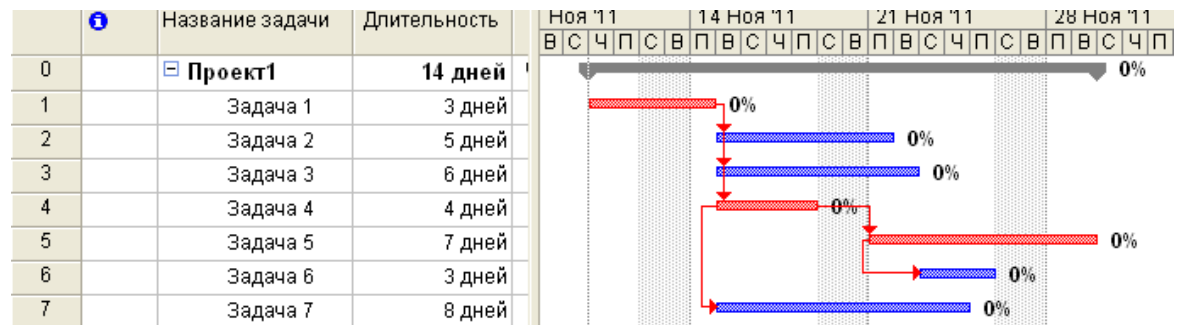 Название задачи Длительность Ноя '11 14 Ноя '11 21 Ноя '11 28 Ноя '11
В С Ч П С В П В С Ч П С В П В С Ч П С В П В С Ч П
0 Проект1 14 дней 0%
1 Задача 1 3 дней 0%
2 Задача 2 5 дней 0%
3 Задача 3 6 дней 0%
4 Задача 4 4 дней 0%
5 Задача 5 7 дней 0%
6 Задача 6 3 дней 0%
7 Задача 7 8 дней 0%